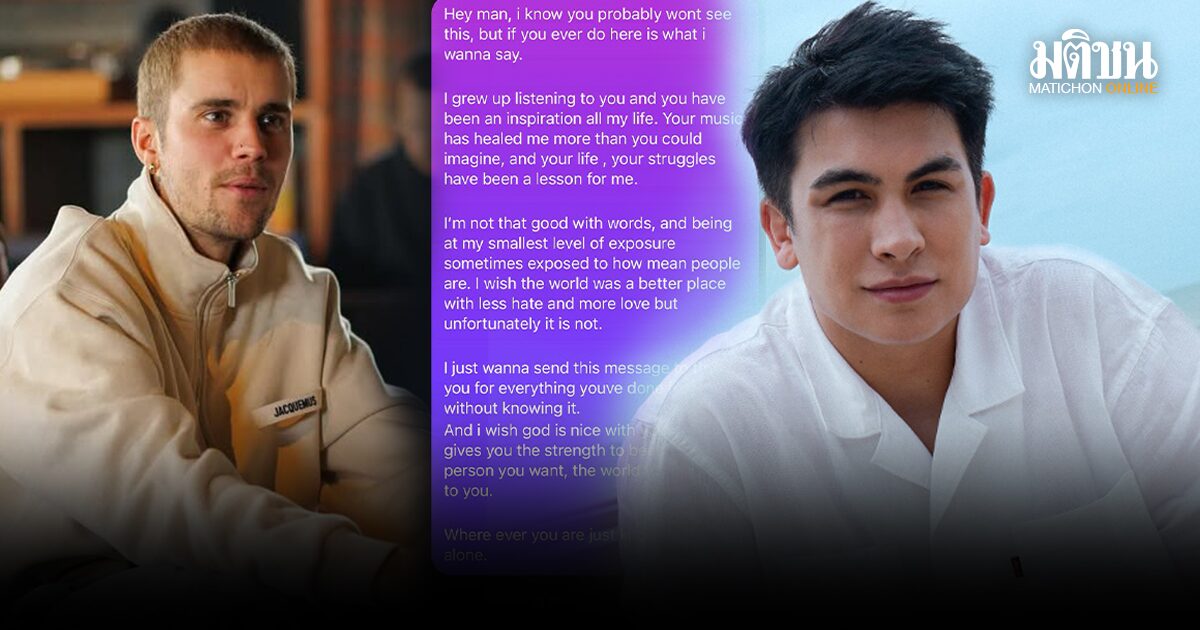 Hey man, i know you probably wont see
this, but if you ever do here is what i
wanna say.
I grew up listening to you and you have
been an inspiration all my life. Your music
has healed me more than you could
imagine, and your life , your struggles
have been a lesson for me.
I'm not that good with words, and being
at my smallest level of exposure
sometimes exposed to how mean people
are. I wish the world was a better place
with less hate and more love but
unfortunately it is not.
I just wanna send this message
you for everything youve done
without knowing it.
And i wish god is nice with
gives you the strength to
person you want, the world
to you.
Where ever you are just
alone.
JACQUEMUS
มติชน
MATICHON ONLINE